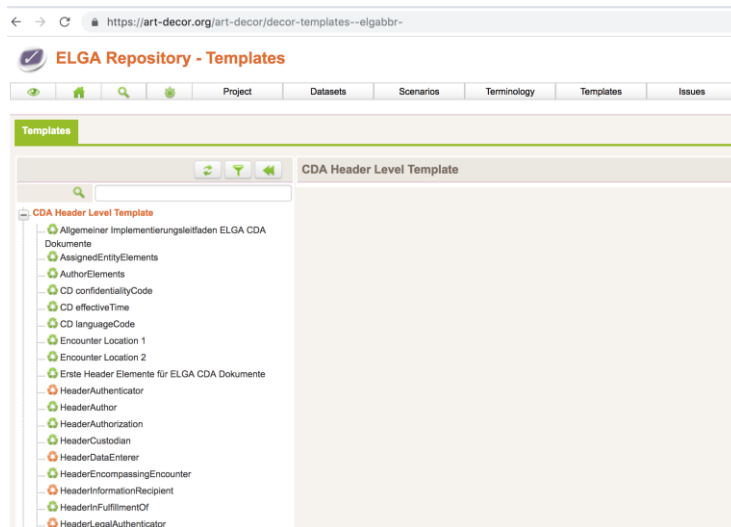 https://art-decor.org/art-decor/decor-templates--elgabbr-
ELGA Repository - Templates
Project Datasets Scenarios Terminology Templates Issues
Templates
CDA Header Level Template
CDA Header Level Template
Allgemeiner Implementierungsleitfaden ELGA CDA
Dokumente
AssignedEntityElements
AuthorElements
CD confidentialityCode
CD effectiveTime
CD languageCode
Encounter Location 1
Encounter Location 2
Erste Header Elemente für ELGA CDA Dokumente
HeaderAuthenticator
HeaderAuthor
HeaderAuthorization
HeaderCustodian
HeaderDataEnterer
HeaderEncompassingEncounter
HeaderInformationRecipient
HeaderInFulfillmentOf
HeaderLegalAuthenticator